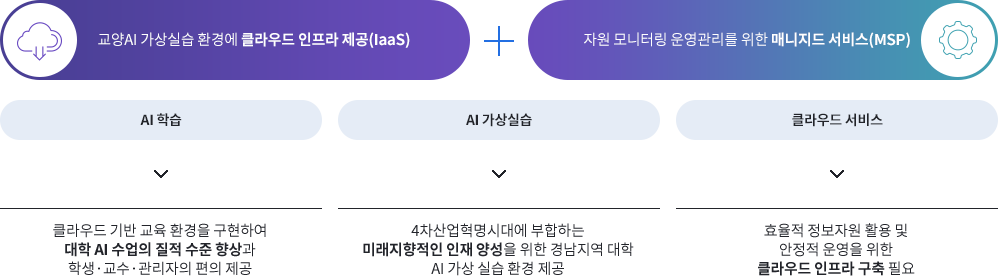 교양AI 가상실습 환경에 클라우드 인프라 제공(IaaS)
자원 모니터링 운영관리를 위한 매니지드 서비스(MSP)
AI 학습
AI 가상실습
클라우드 서비스
클라우드 기반 교육 환경을 구현하여
대학 AI 수업의 질적 수준 향상과
학생·교수·관리자의 편의 제공
4차산업혁명시대에 부합하는
미래지향적인 인재 양성을 위한 경남지역 대학
AI 가상 실습 환경 제공
효율적 정보자원 활용 및
안정적 운영을 위한
클라우드 인프라 구축 필요